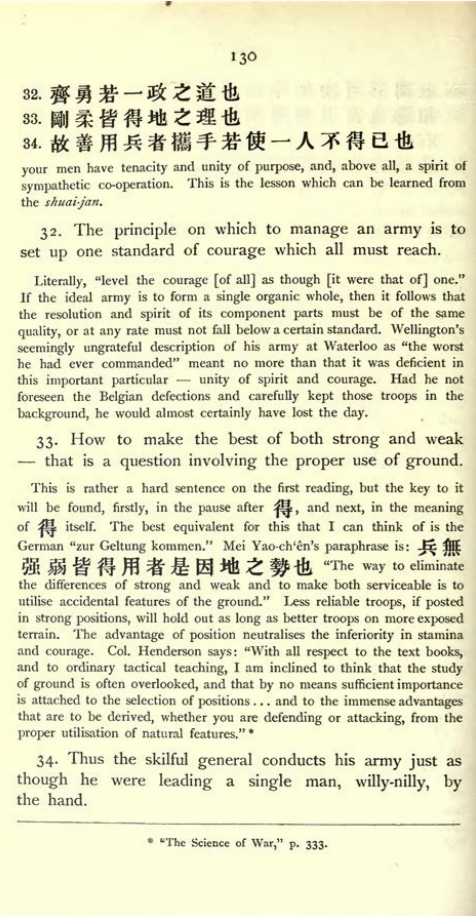 130
32. 齊勇若一政之道也
33. 剛柔皆得地之理也
34. 故善用兵者攜手若使一人不得已也
your men have tenacity and unity of purpose, and, above all, a spirit of
sympathetic co-operation. This is the lesson which can be learned from
the shuai-jan.
32. The principle on which to manage an army is to
set up one standard of courage which all must reach.
Literally, “level the courage [of all] as though [it were that of] one.”
If the ideal army is to form a single organic whole, then it follows that
the resolution and spirit of its component parts must be of the same
quality, or at any rate must not fall below a certain standard. Wellington’s
seemingly ungrateful description of his army at Waterloo as “the worst
he had ever commanded” meant no more than that it was deficient in
this important particular — unity of spirit and courage. Had he not
foreseen the Belgian defections and carefully kept those troops in the
background, he would almost certainly have lost the day.
33. How to make the best of both strong and weak
— that is a question involving the proper use of ground.
This is rather a hard sentence on the first reading, but the key to it
will be found, firstly, in the pause after 得, and next, in the meaning
of 得 itself. The best equivalent for this that I can think of is the
German “zur Geltung kommen.” Mei Yao-ch‘ên’s paraphrase is: 兵無
强弱皆得用者是因地之勢也 “The way to eliminate
the differences of strong and weak and to make both serviceable is to
utilise accidental features of the ground.” Less reliable troops, if posted
in strong positions, will hold out as long as better troops on more exposed
terrain. The advantage of position neutralises the inferiority in stamina
and courage. Col. Henderson says: “With all respect to the text books,
and to ordinary tactical teaching, I am inclined to think that the study
of ground is often overlooked, and that by no means sufficient importance
is attached to the selection of positions . . . and to the immense advantages
that are to be derived, whether you are defending or attacking, from the
proper utilisation of natural features.” *
34. Thus the skilful general conducts his army just as
though he were leading a single man, willy-nilly, by
the hand.
* “The Science of War,” p. 333.